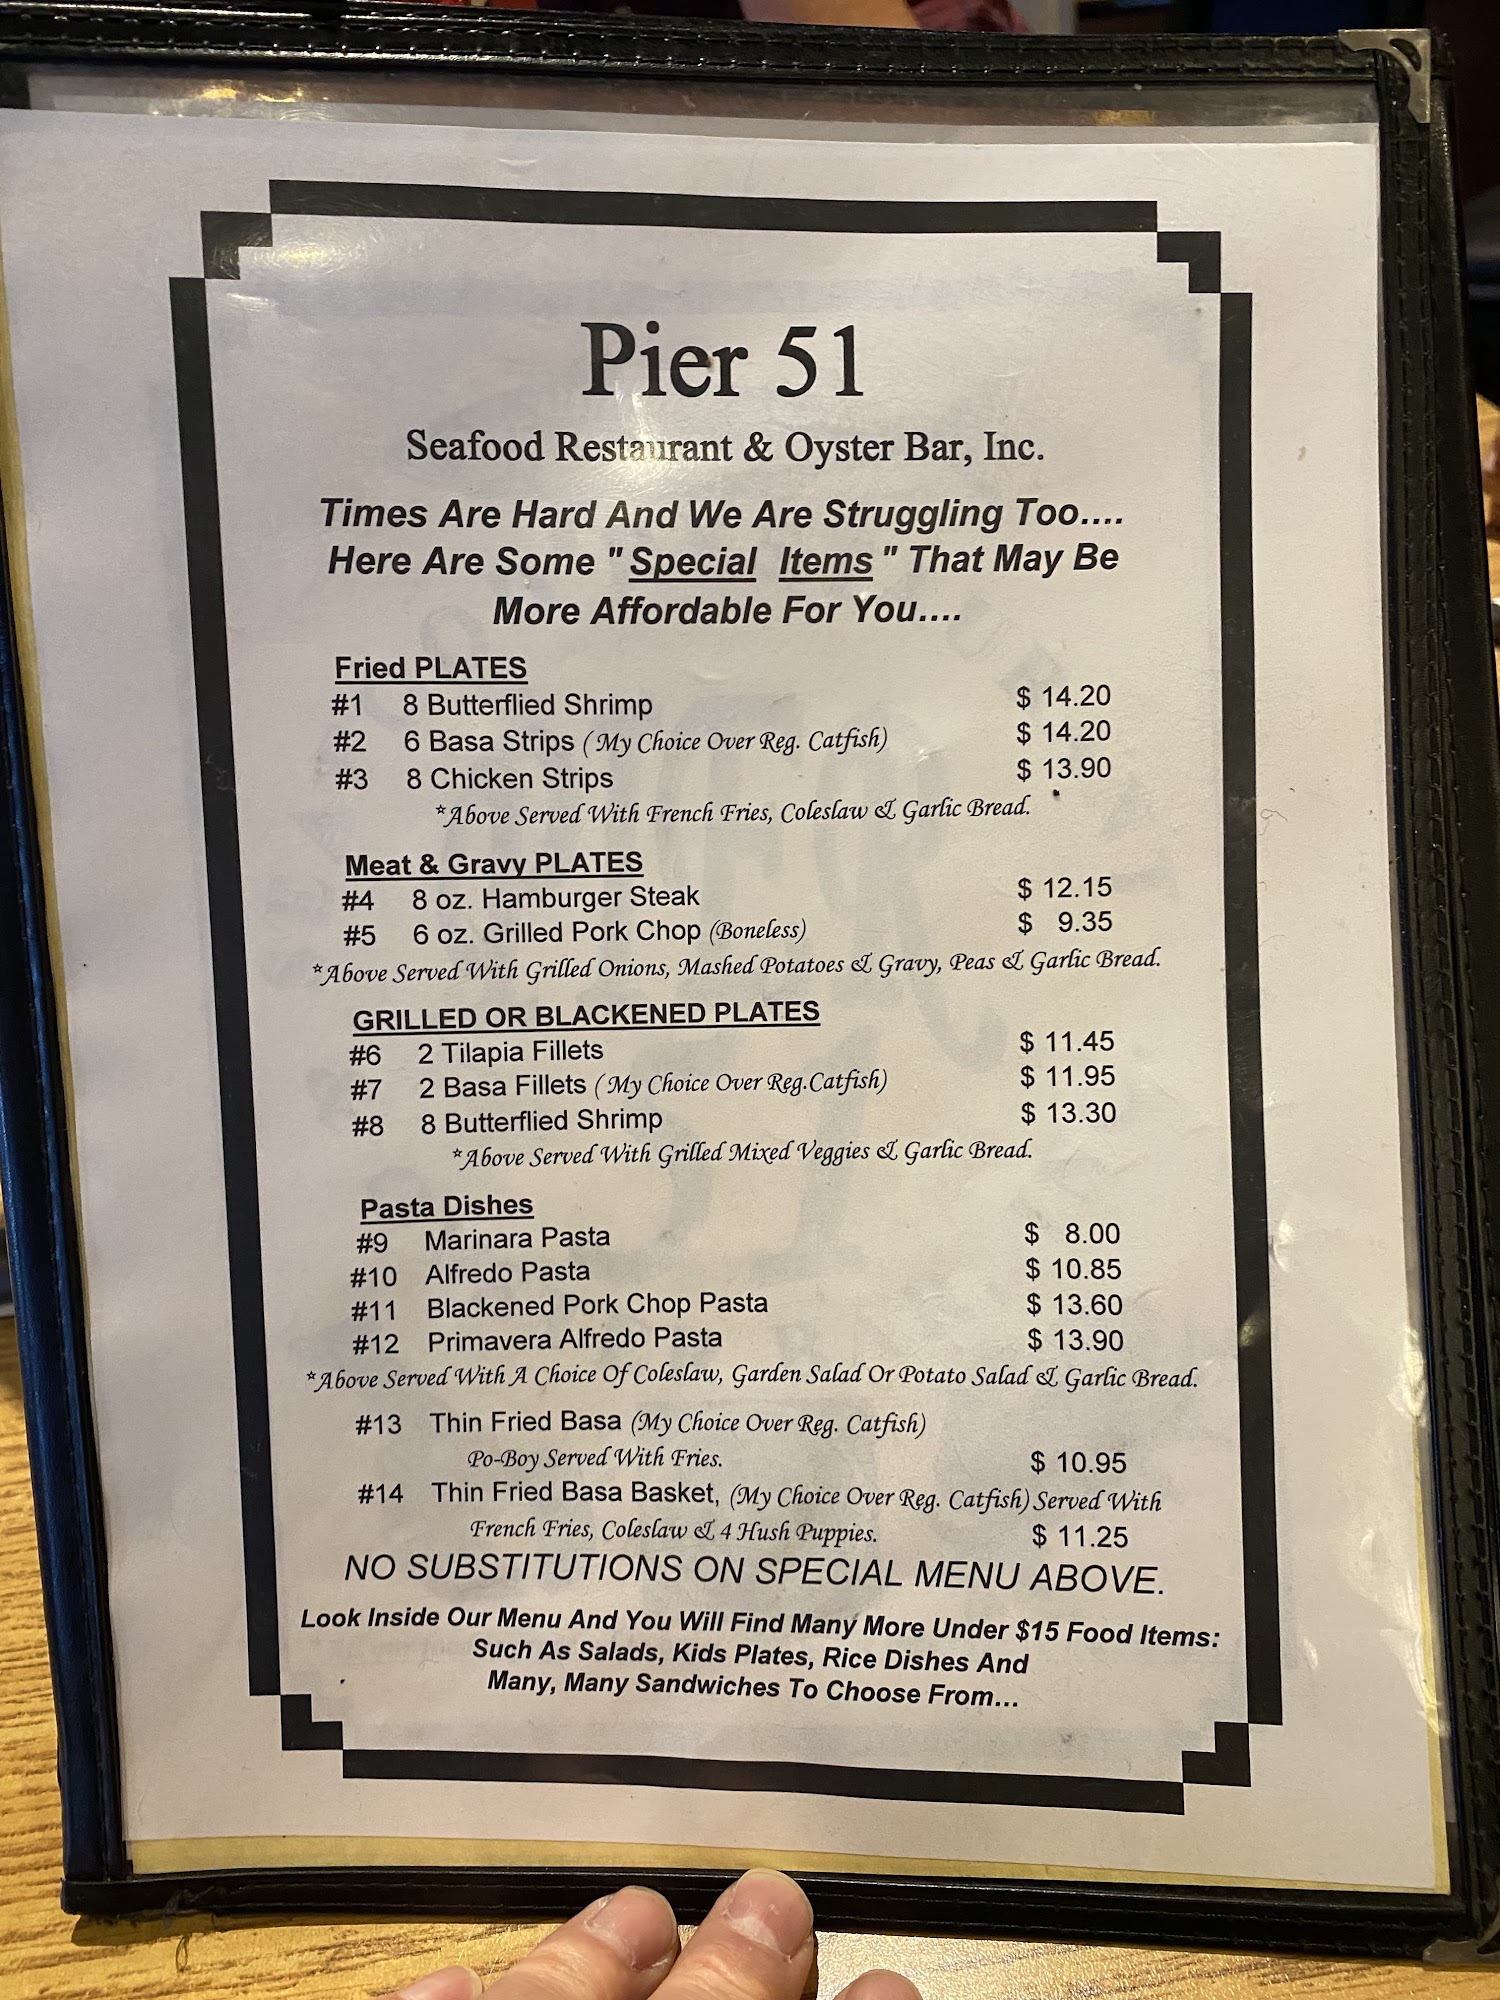 Pier 51
Seafood Restaurant & Oyster Bar, Inc.
Times Are Hard And We Are Struggling Too....
Here Are Some "Special Items" That May Be
More Affordable For You....
Fried PLATES
#1 8 Butterflied Shrimp $ 14.20
#2 6 Basa Strips (My Choice Over Reg. Catfish) $ 14.20
#3 8 Chicken Strips $ 13.90
*Above Served With French Fries, Coleslaw & Garlic Bread.
Meat & Gravy PLATES
#4 8 oz. Hamburger Steak $ 12.15
#5 6 oz. Grilled Pork Chop (Boneless) $ 9.35
*Above Served With Grilled Onions, Mashed Potatoes & Gravy, Peas & Garlic Bread.
GRILLED OR BLACKENED PLATES
#6 2 Tilapia Fillets $ 11.45
#7 2 Basa Fillets (My Choice Over Reg.Catfish) $ 11.95
#8 8 Butterflied Shrimp $ 13.30
*Above Served With Grilled Mixed Veggies & Garlic Bread.
Pasta Dishes
#9 Marinara Pasta $ 8.00
#10 Alfredo Pasta $ 10.85
#11 Blackened Pork Chop Pasta $ 13.60
#12 Primavera Alfredo Pasta $ 13.90
*Above Served With A Choice Of Coleslaw, Garden Salad Or Potato Salad & Garlic Bread.
#13 Thin Fried Basa (My Choice Over Reg. Catfish)
Po-Boy Served With Fries. $ 10.95
#14 Thin Fried Basa Basket, (My Choice Over Reg. Catfish) Served With
French Fries, Coleslaw & 4 Hush Puppies. $ 11.25
NO SUBSTITUTIONS ON SPECIAL MENU ABOVE.
Look Inside Our Menu And You Will Find Many More Under $15 Food Items:
Such As Salads, Kids Plates, Rice Dishes And
Many, Many Sandwiches To Choose From...